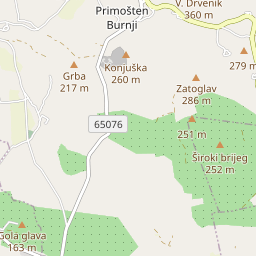 V. Drvenik
360 m
Primošten
Burnji
Konjuška
260 m
279 m
Grba
217 m
Zatoglav
286 m
65076
251 m
Široki brijeg
252 m
Gola glava
163 m